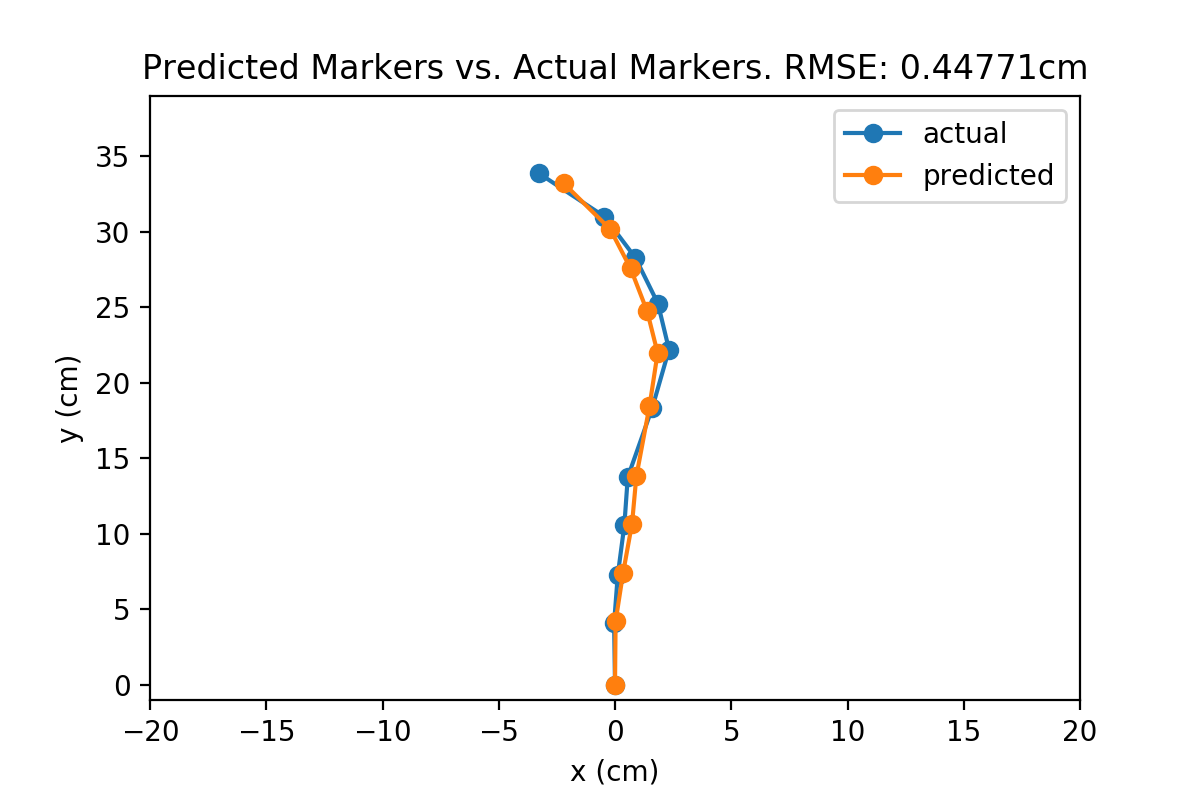 Predicted Markers vs. Actual Markers. RMSE: 0.44771cm
actual
predicted
35
30
25
20
15
10
5
0
y (cm)
−20 −15 −10 −5 0 5 10 15 20
x (cm)